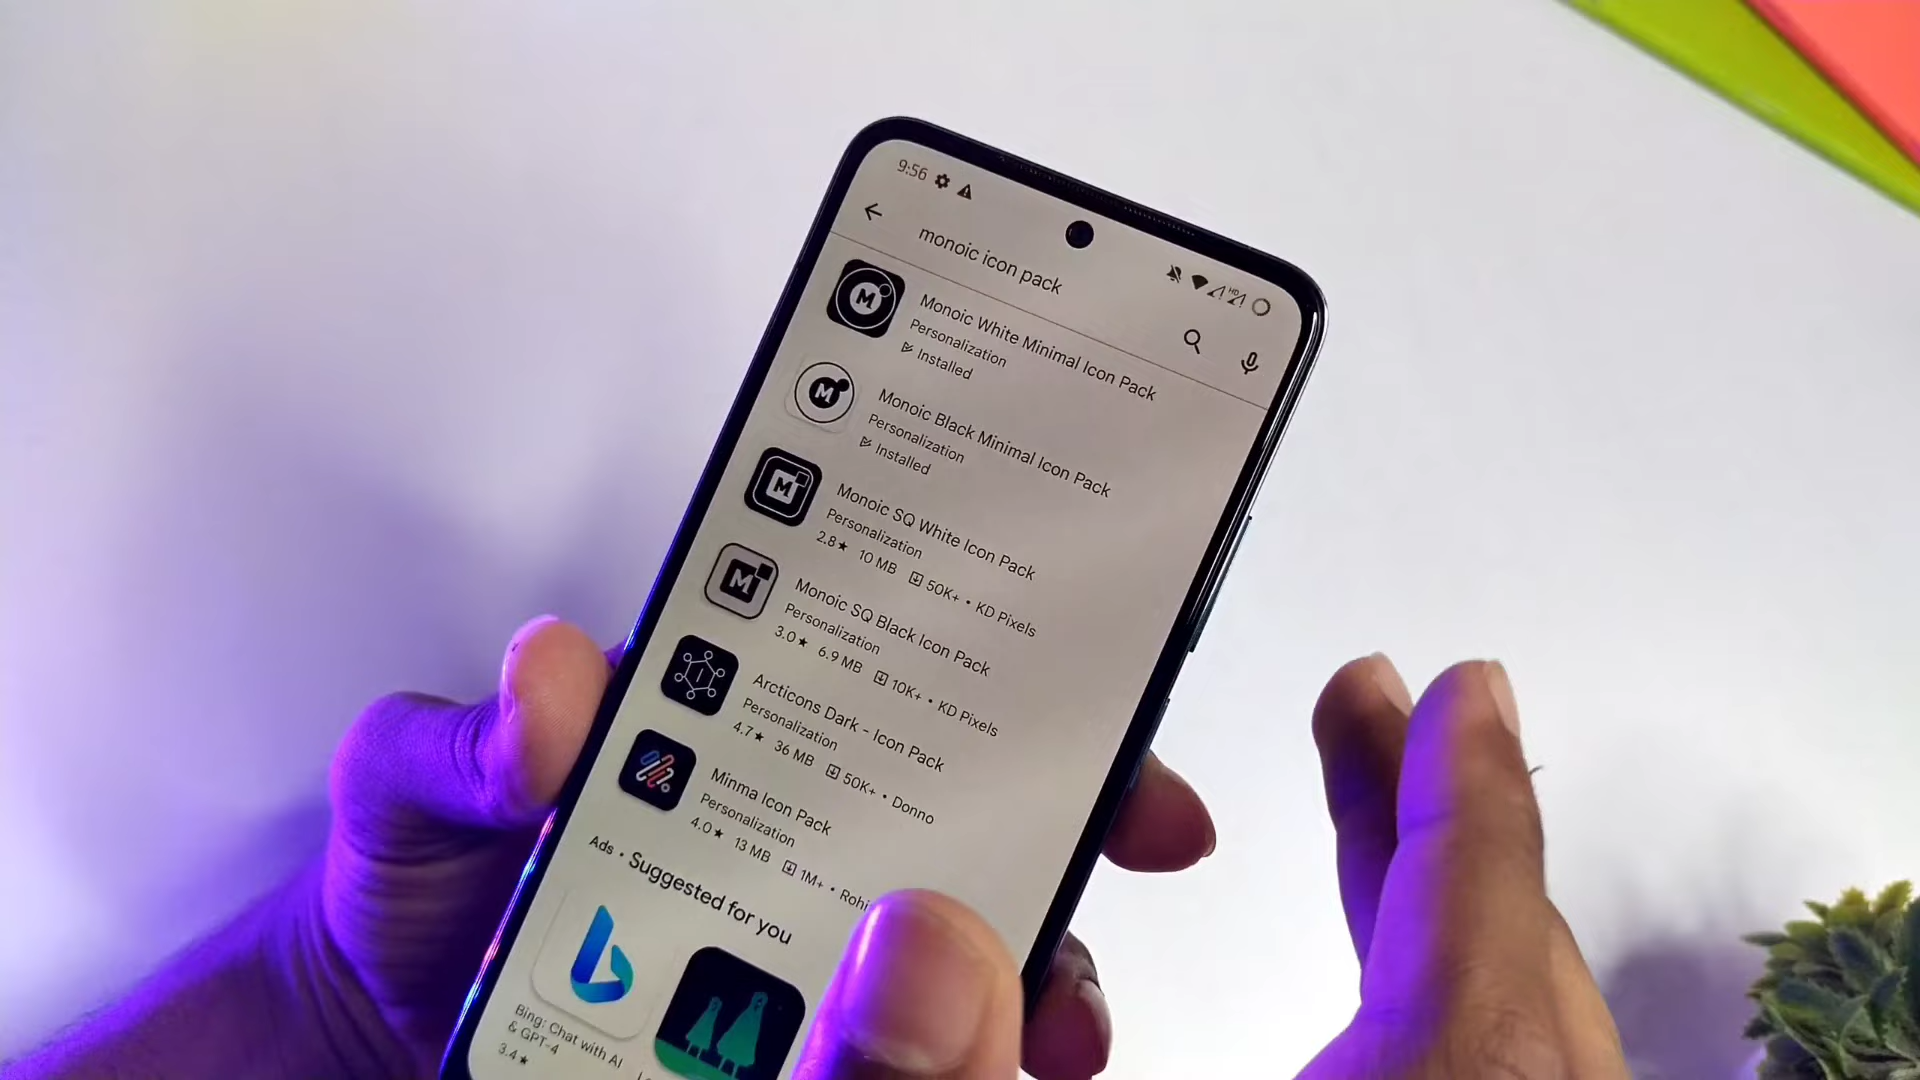 9:56
HD
monoic icon pack
M
Monoic White Minimal Icon Pack
Personalization
Installed
M
Monoic Black Minimal Icon Pack
Personalization
Installed
M
Monoic SQ White Icon Pack
Personalization
2.8★ 10 MB 50K+ • KD Pixels
M
Monoic SQ Black Icon Pack
Personalization
3.0★ 6.9 MB 10K+ • KD Pixels
Arcticons Dark - Icon Pack
Personalization
4.7★ 36 MB 50K+ • Donno
Minma Icon Pack
Personalization
4.0★ 13 MB 1M+ •
Ads • Suggested for you
Bing: Chat with AI
& GPT-4
3.4★